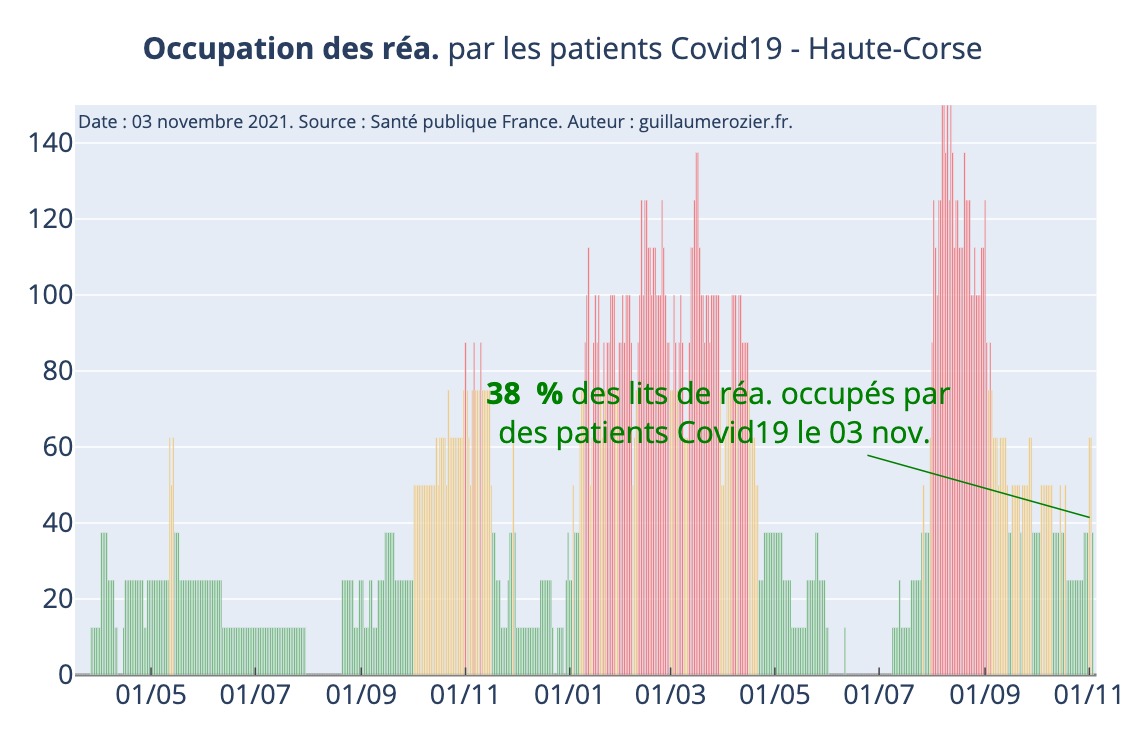 Occupation des réa. par les patients Covid19 - Haute-Corse
Date : 03 novembre 2021. Source : Santé publique France. Auteur : guillaumerozier.fr.
140
120
100
80
60
40
20
0
38  % des lits de réa. occupés par
des patients Covid19 le 03 nov.
01/05 01/07 01/09 01/11 01/01 01/03 01/05 01/07 01/09 01/11